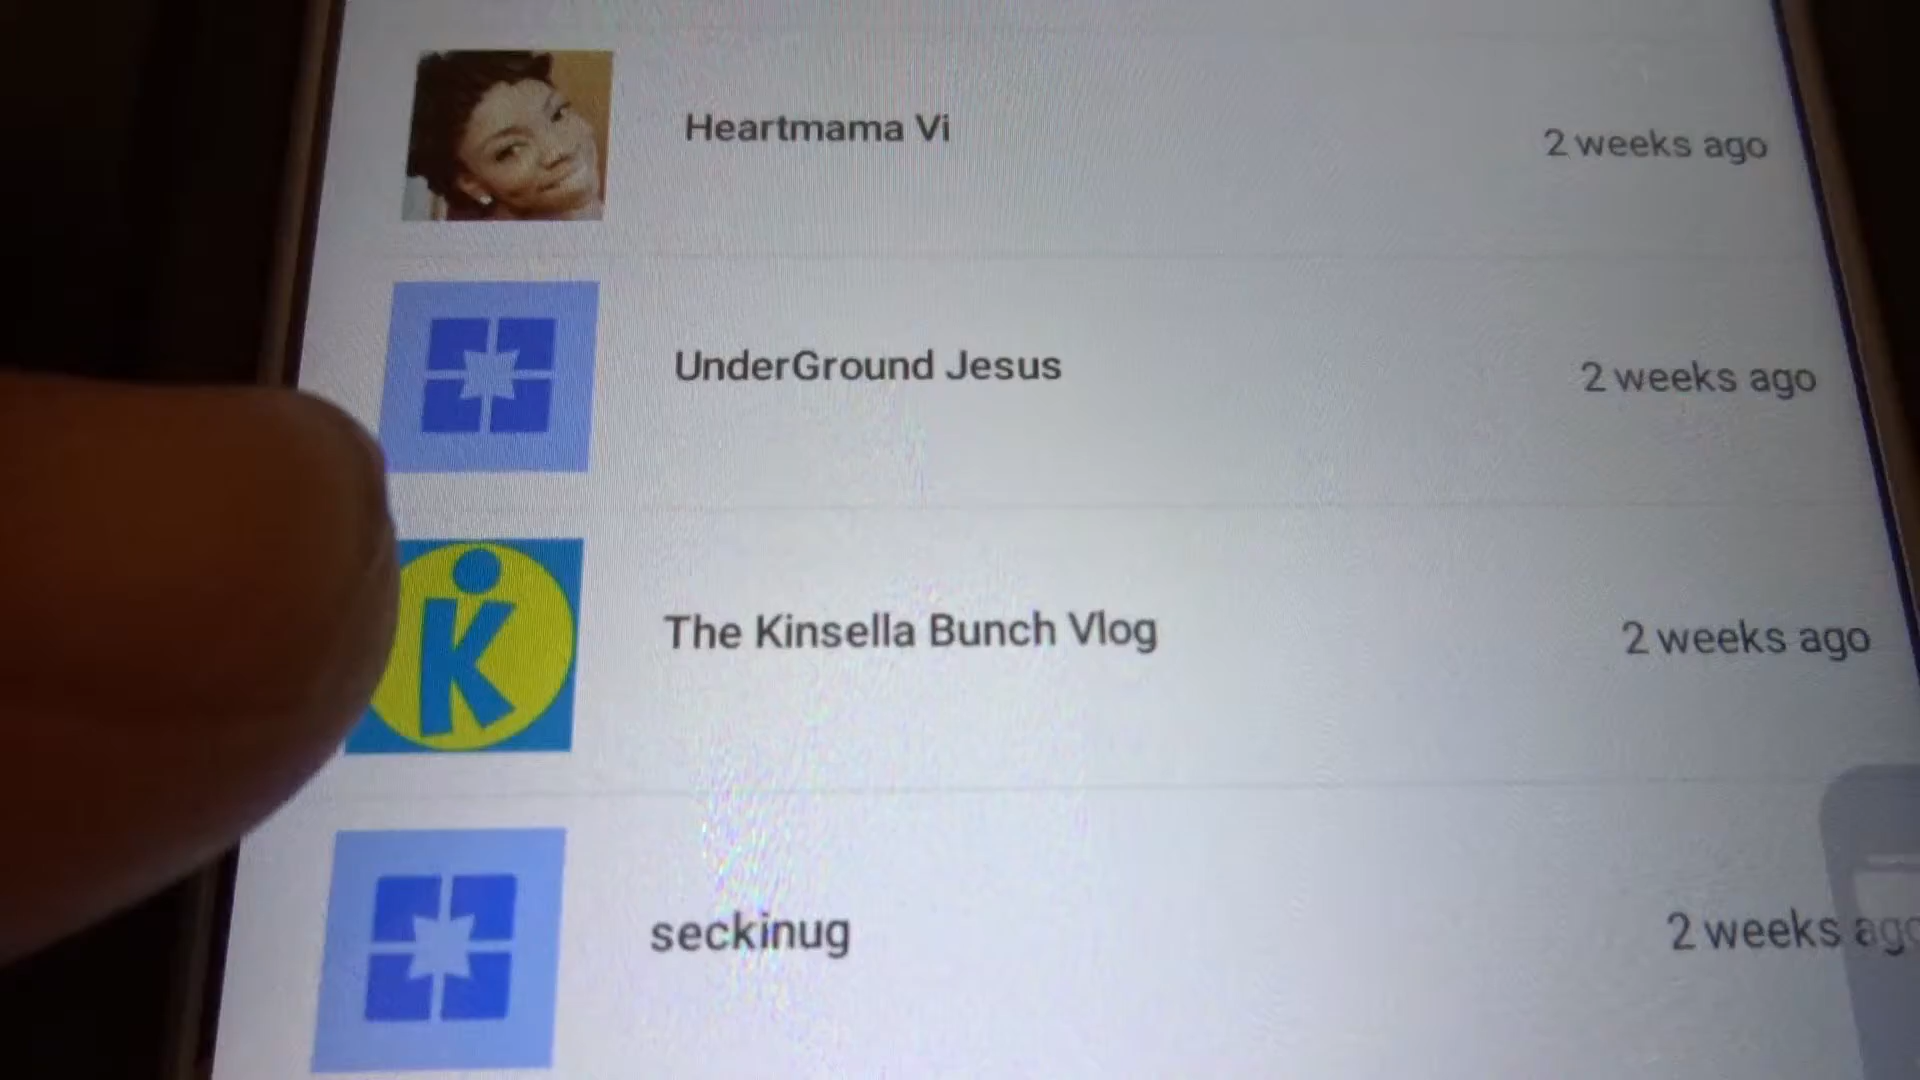 Heartmama Vi
2 weeks ago
UnderGround Jesus
2 weeks ago
K
The Kinsella Bunch Vlog
2 weeks ago
seckinug
2 weeks ago